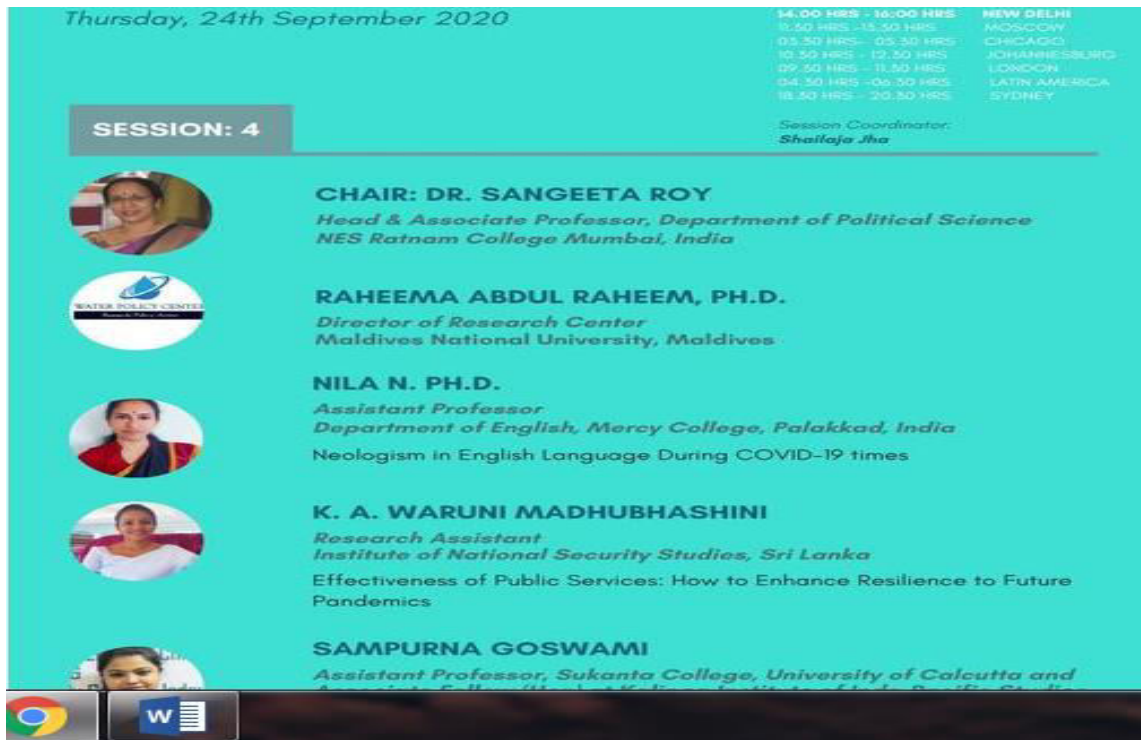 Thursday, 24th September 2020
14.00 HRS - 16:00 HRS NEW DELHI
11.30 HRS -13.30 HRS MOSCOW
03.30 HRS- 05.30 HRS CHICAGO
10.30 HRS - 12.30 HRS JOHANNESBURG
09.30 HRS - 11.30 HRS LONDON
04.30 HRS -06.30 HRS LATIN AMERICA
18.30 HRS - 20.30 HRS SYDNEY
SESSION: 4
Session Coordinator:
Shailaja Jha
CHAIR: DR. SANGEETA ROY
Head & Associate Professor, Department of Political Science
NES Ratnam College Mumbai, India
WATER POLICY CENTER
RAHEEMA ABDUL RAHEEM, PH.D.
Director of Research Center
Maldives National University, Maldives
NILA N. PH.D.
Assistant Professor
Department of English, Mercy College, Palakkad, India
Neologism in English Language During COVID-19 times
K. A. WARUNI MADHUBHASHINI
Research Assistant
Institute of National Security Studies, Sri Lanka
Effectiveness of Public Services: How to Enhance Resilience to Future
Pandemics
SAMPURNA GOSWAMI
Assistant Professor, Sukanta College, University of Calcutta and
W